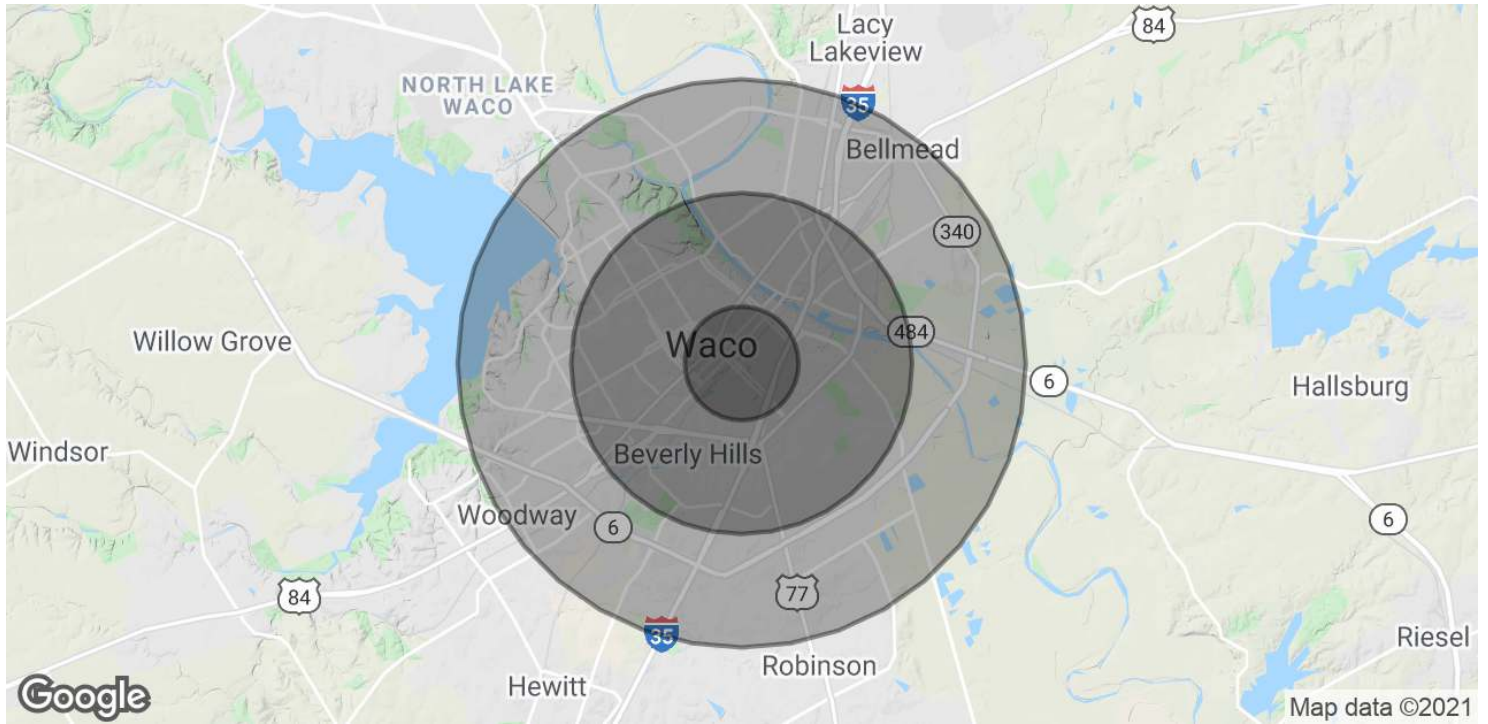 Lacy
Lakeview
84
NORTH LAKE
WACO
35
Bellmead
340
484
Willow Grove
Waco
6
Hallsburg
Windsor
Beverly Hills
Woodway
6
6
84
77
35
Riesel
Robinson
Hewitt
Google
Map data ©2021